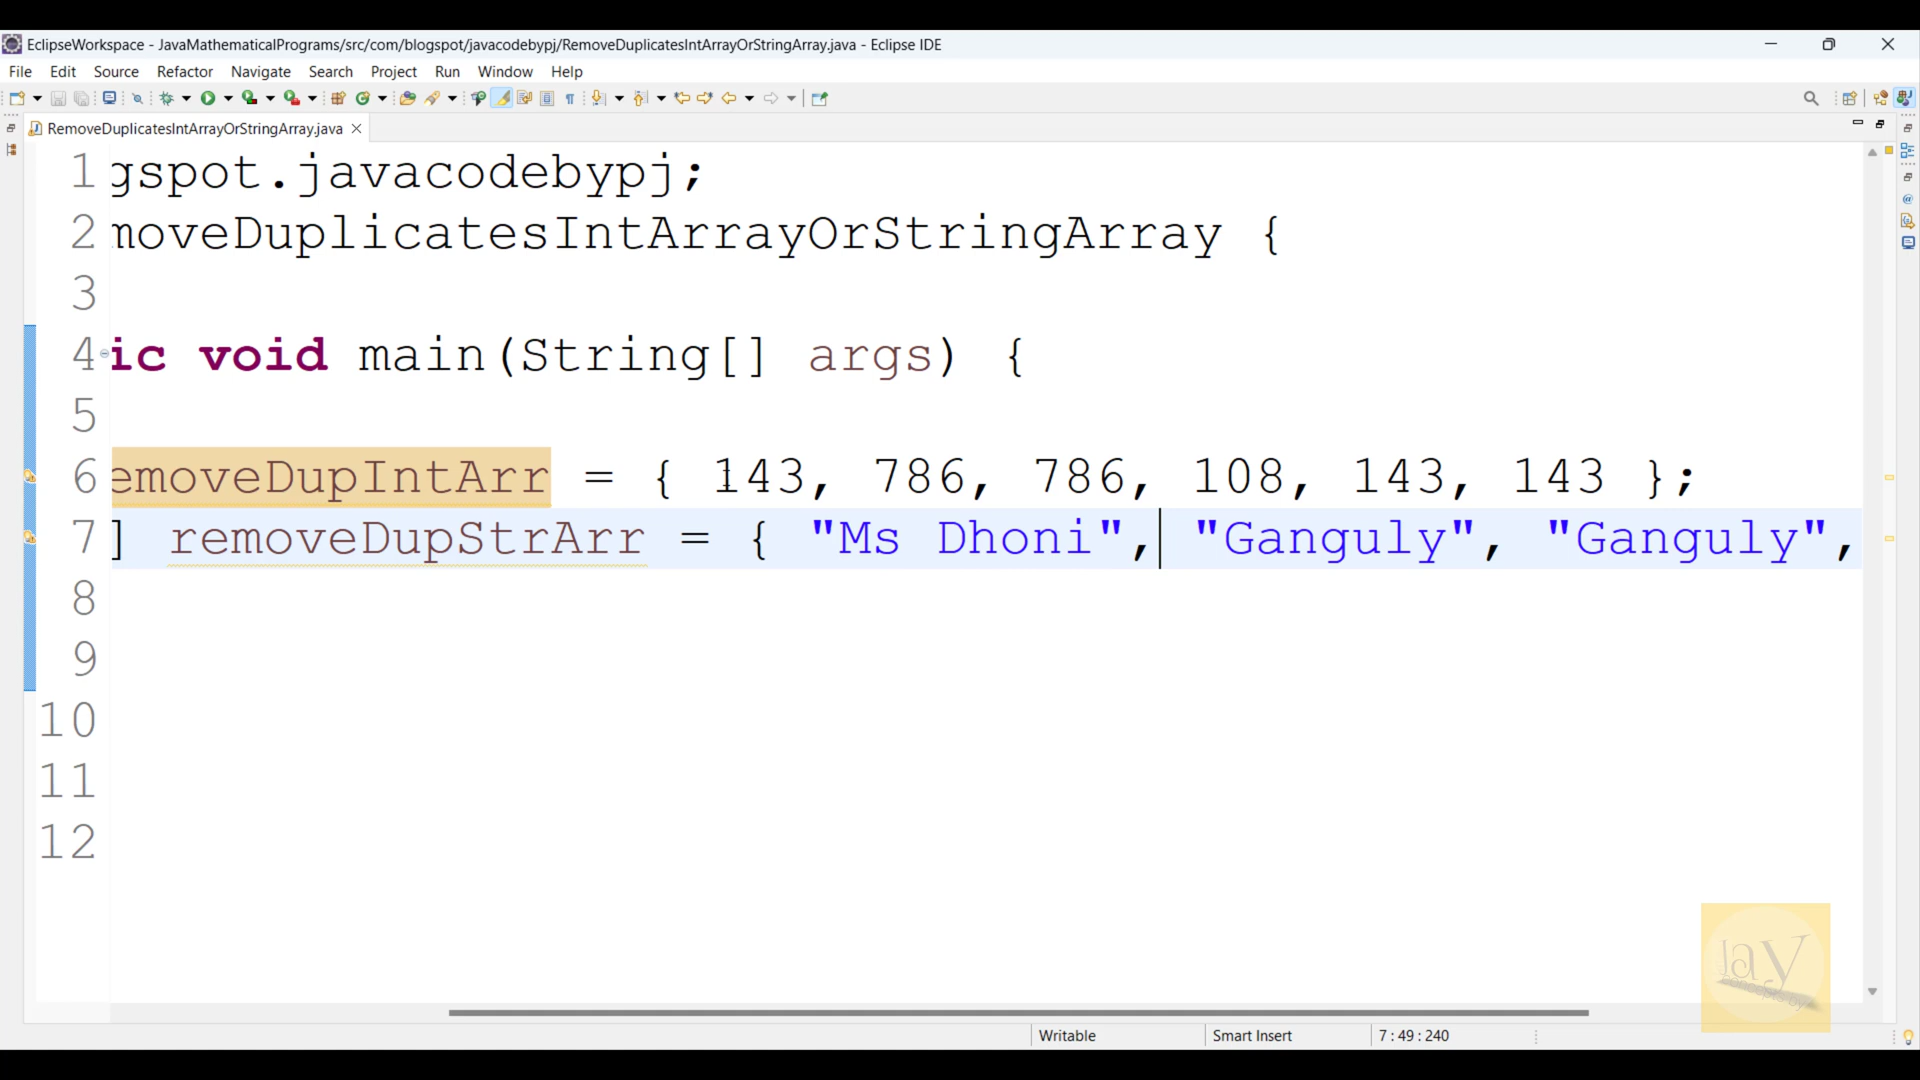 EclipseWorkspace - JavaMathematicalPrograms/src/com/blogspot/javacodebypj/RemoveDuplicatesIntArrayOrStringArray.java - Eclipse IDE
File Edit Source Refactor Navigate Search Project Run Window Help
RemoveDuplicatesIntArrayOrStringArray.java
1 gspot.javacodebypj;
2 moveDuplicatesIntArrayOrStringArray {
3
4 ic void main(String[] args) {
5
6 emoveDupIntArr = { 143, 786, 786, 108, 143, 143 };
7 ] removeDupStrArr = { "Ms Dhoni", "Ganguly", "Ganguly",
8
9
10
11
12
Jay
Writable Smart Insert 7 : 49 : 240